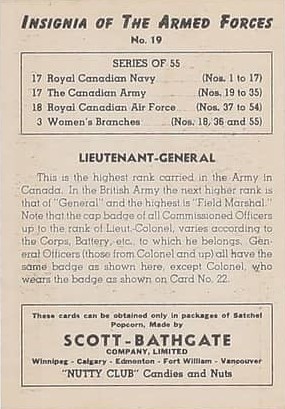 INSIGNIA OF THE ARMED FORCES
No. 19
SERIES OF 55
17 Royal Canadian Navy (Nos. 1 to 17)
17 The Canadian Army (Nos. 19 to 35)
18 Royal Canadian Air Force (Nos. 37 to 54)
3 Women's Branches (Nos. 18, 36 and 55)
LIEUTENANT-GENERAL
This is the highest rank carried in the Army in
Canada. In the British Army the next higher rank is
that of "General" and the highest is "Field Marshal."
Note that the cap badge of all Commissioned Officers
up to the rank of Lieut.-Colonel, varies according to
the Corps, Battery, etc., to which he belongs. Gen-
eral Officers (those from Colonel and up) all have the
same badge as shown here, except Colonel, who
wears the badge as shown on Card No. 22.
These cards can be obtained only in packages of Satchel
Popcorn, Made by
SCOTT-BATHGATE
COMPANY, LIMITED
Winnipeg - Calgary - Edmonton - Fort William - Vancouver
"NUTTY CLUB" Candies and Nuts